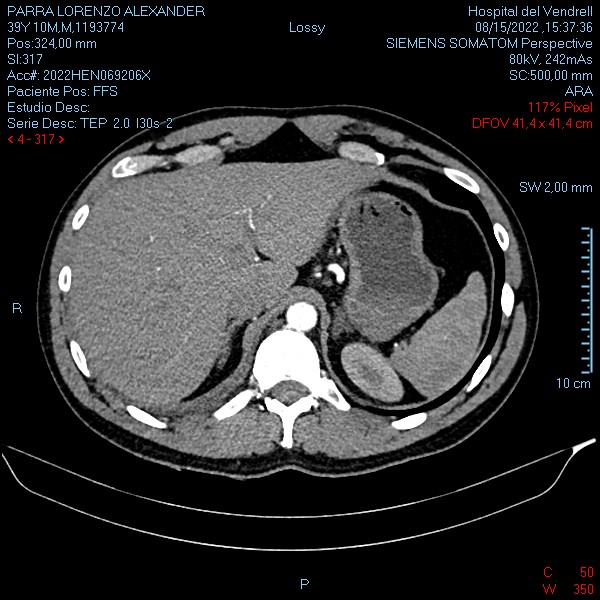 PARRA LORENZO ALEXANDER
39Y 10M,M,1193774
Pos:324,00 mm
SI:317
Acc#: 2022HEN069206X
Paciente Pos: FFS
Estudio Desc:
Serie Desc: TEP 2.0 I30s 2
< 4 - 317 >
Lossy
Hospital del Vendrell
08/15/2022 ,15:37:36
SIEMENS SOMATOM Perspective
80kV, 242mAs
SC:500,00 mm
ARA
117% Pixel
DFOV 41,4 x 41,4 cm
SW 2,00 mm
R
10 cm
P
C 50
W 350